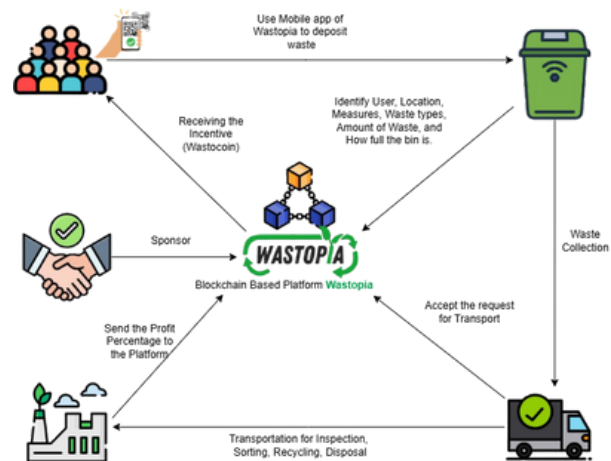 Use Mobile app of
Wastopia to deposit
waste
Identify User, Location,
Measures, Waste types,
Amount of Waste, and
How full the bin is.
Receiving the
Incentive
(Wastocoin)
Sponsor
WASTOPIA
Blockchain Based Platform Wastopia
Waste
Collection
Accept the request
for Transport
Send the Profit
Percentage to
the Platform
Transportation for Inspection,
Sorting, Recycling, Disposal